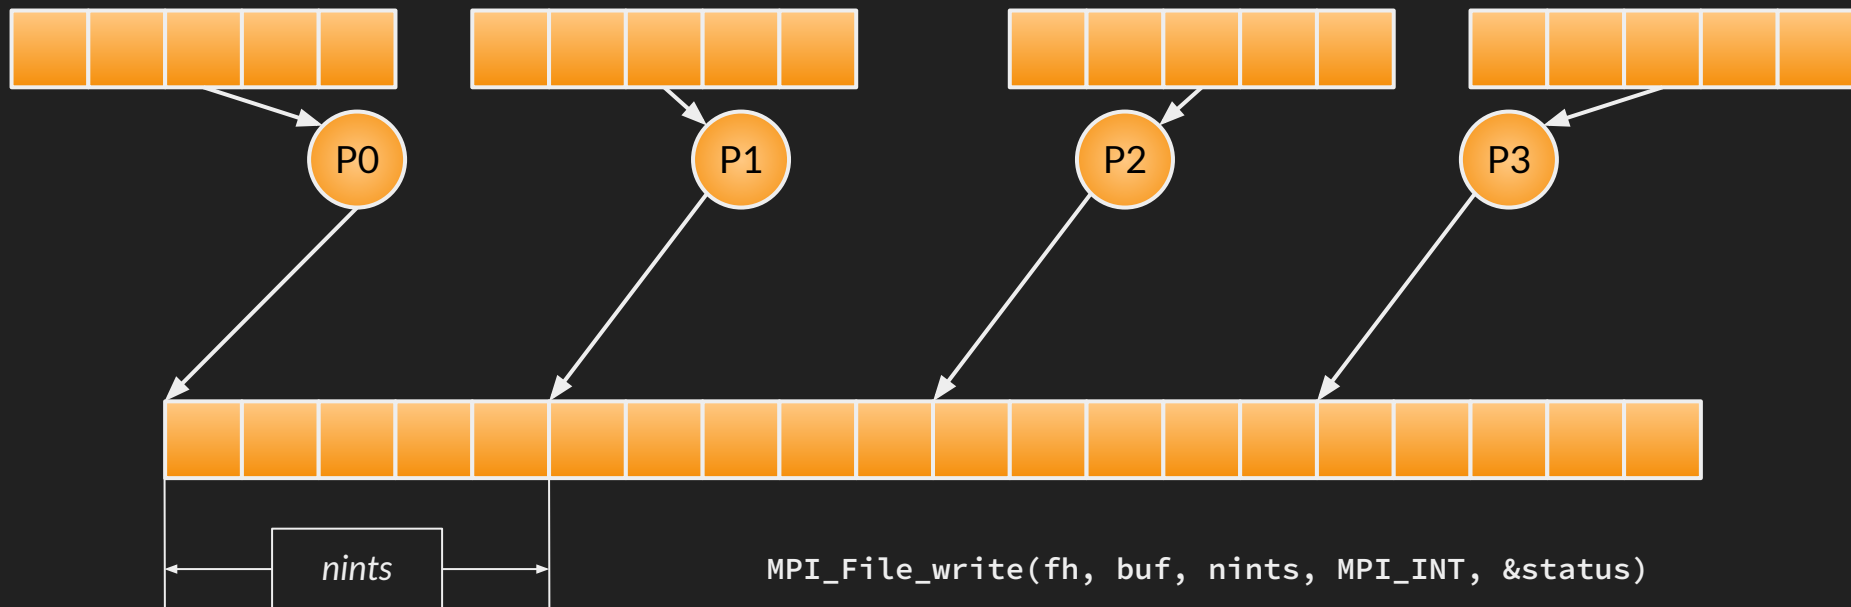 P0
P1
P2
P3
nints
MPI_File_write(fh, buf, nints, MPI_INT, &status)